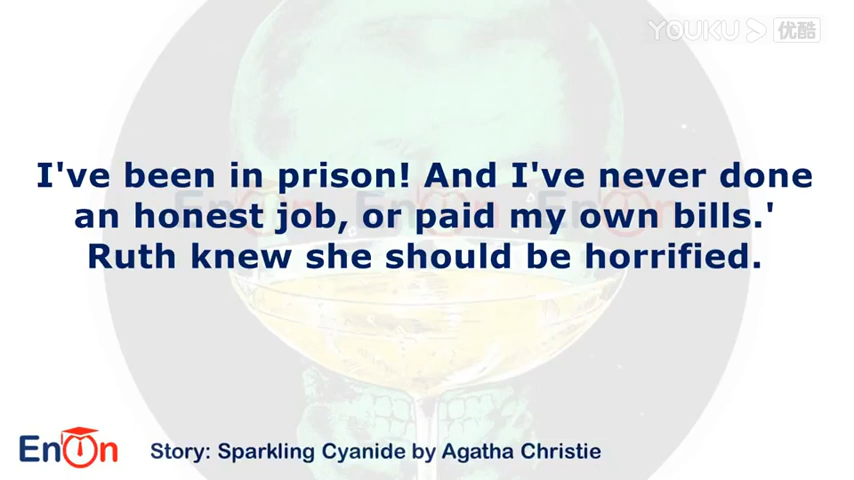 YOUKU 优酷
I've been in prison! And I've never done
an honest job, or paid my own bills.'
Ruth knew she should be horrified.
EnOn
Story: Sparkling Cyanide by Agatha Christie